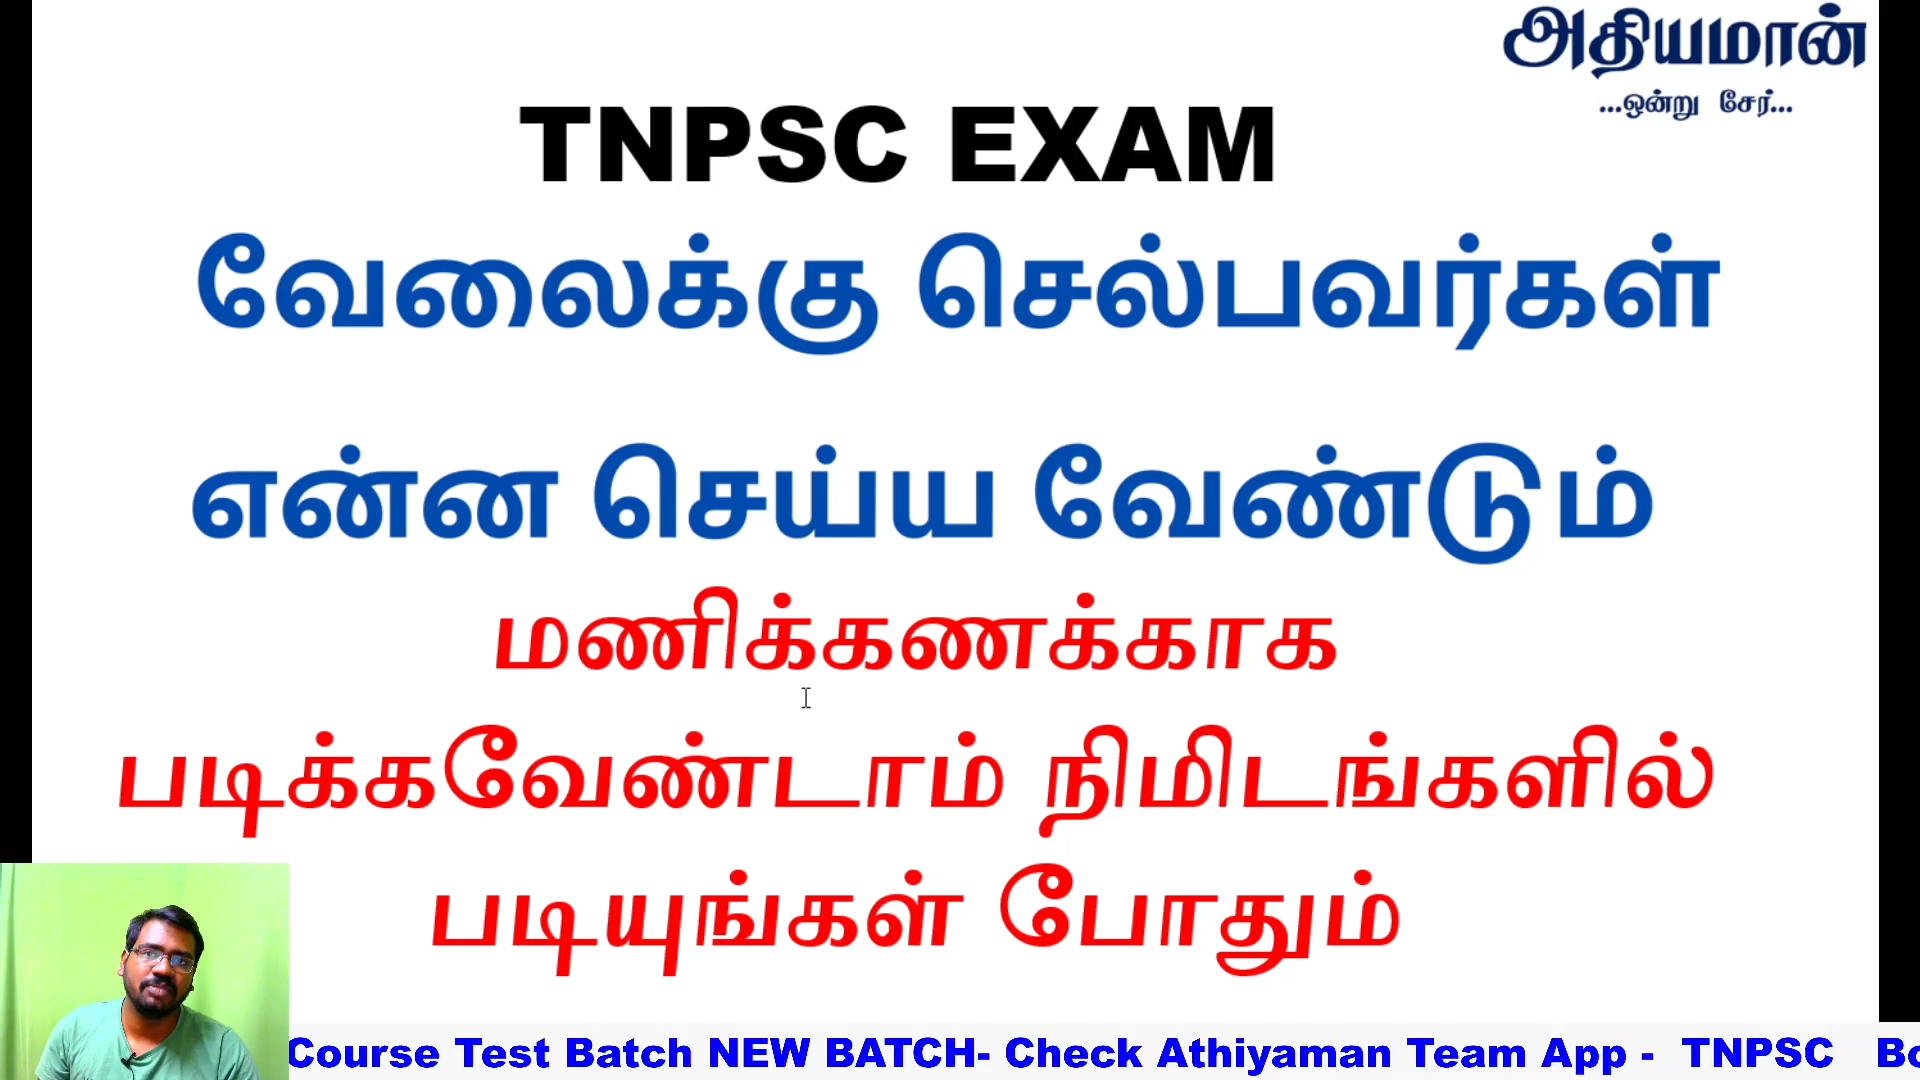 அதியமான்
...ஒன்று சேர்...
TNPSC EXAM
வேலைக்கு செல்பவர்கள்
என்ன செய்ய வேண்டும்
மணிக்கணக்காக
படிக்கவேண்டாம் நிமிடங்களில்
படியுங்கள் போதும்
Course Test Batch NEW BATCH- Check Athiyaman Team App - TNPSC